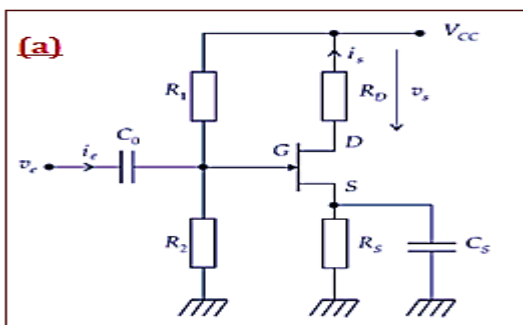 (a)
V_CC
R_1
i_s
R_D
v_s
C_0
G
D
v_e
i_e
S
R_2
R_S
C_S